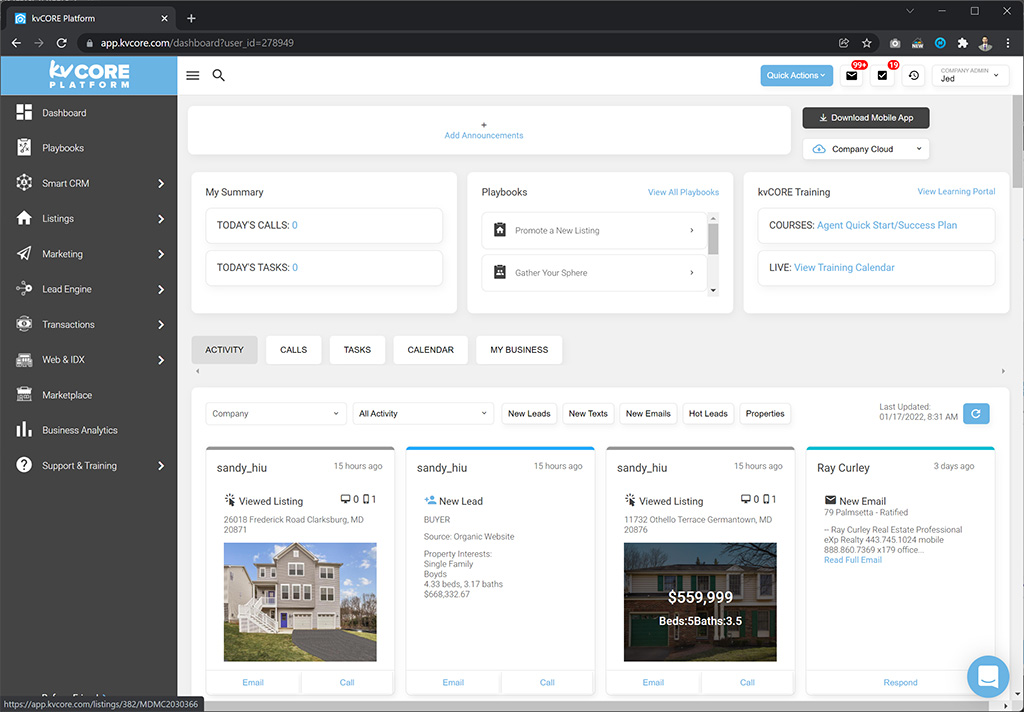 kvCORE Platform
app.kvcore.com/dashboard?user_id=278949
kvCORE
PLATFORM
Quick Actions
99+
19
COMPANY ADMIN
Jed
Dashboard
Playbooks
Smart CRM
Listings
Marketing
Lead Engine
Transactions
Web & IDX
Marketplace
Business Analytics
Support & Training
+
Add Announcements
Download Mobile App
Company Cloud
My Summary
TODAY'S CALLS: 0
TODAY'S TASKS: 0
Playbooks
View All Playbooks
Promote a New Listing
Gather Your Sphere
kvCORE Training
View Learning Portal
COURSES: Agent Quick Start/Success Plan
LIVE: View Training Calendar
ACTIVITY
CALLS
TASKS
CALENDAR
MY BUSINESS
Company
All Activity
New Leads
New Texts
New Emails
Hot Leads
Properties
Last Updated:
01/17/2022, 8:31 AM
sandy_hiu
15 hours ago
Viewed Listing
0 1
26018 Frederick Road Clarksburg, MD
20871
Email
Call
sandy_hiu
15 hours ago
New Lead
BUYER
Source: Organic Website
Property Interests:
Single Family
Boyds
4.33 beds, 3.17 baths
$668,332.67
Email
Call
sandy_hiu
15 hours ago
Viewed Listing
0 1
11732 Othello Terrace Germantown, MD
20876
$559,999
Beds:5Baths:3.5
Email
Call
Ray Curley
3 days ago
New Email
79 Palmsetta - Ratified
-- Ray Curley Real Estate Professional
eXp Realty 443.745.1024 mobile
888.860.7369 x179 office...
Read Full Email
Respond
https://app.kvcore.com/listings/382/MDMC2030366